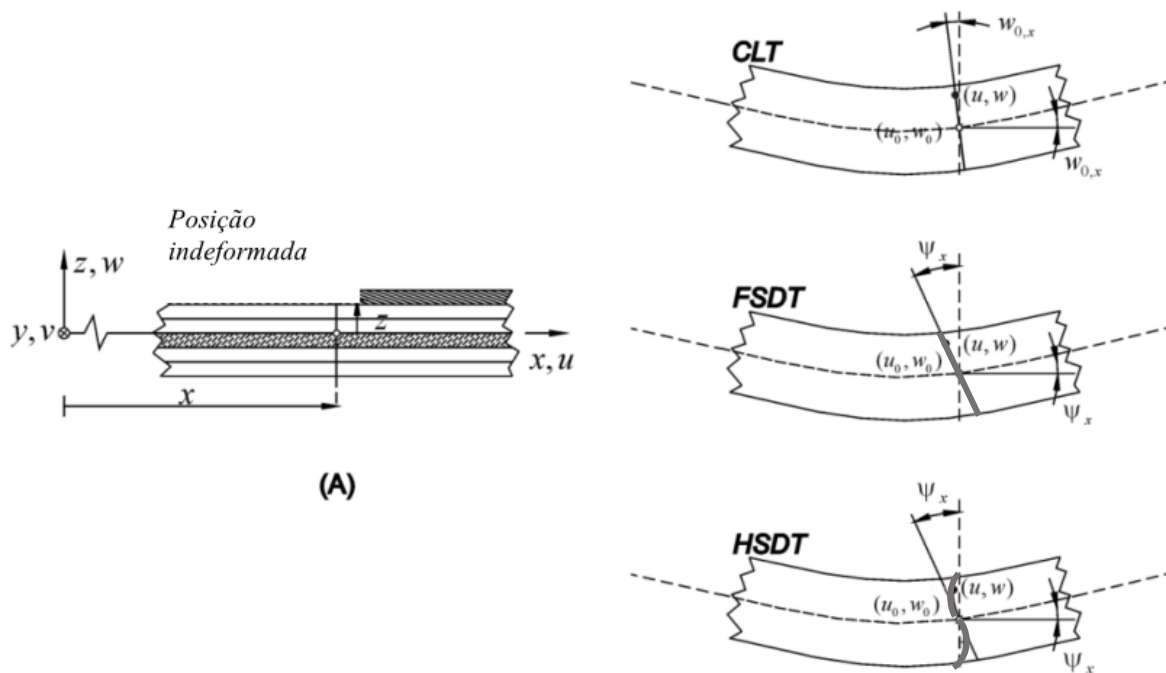 Posição
indeformada
z, w
y, v
z
x, u
x
(A)
w₀,ₓ
CLT
(u, w)
(u₀, w₀)
w₀,ₓ
Ψₓ
FSDT
(u, w)
(u₀, w₀)
Ψₓ
Ψₓ
HSDT
(u, w)
(u₀, w₀)
Ψₓ